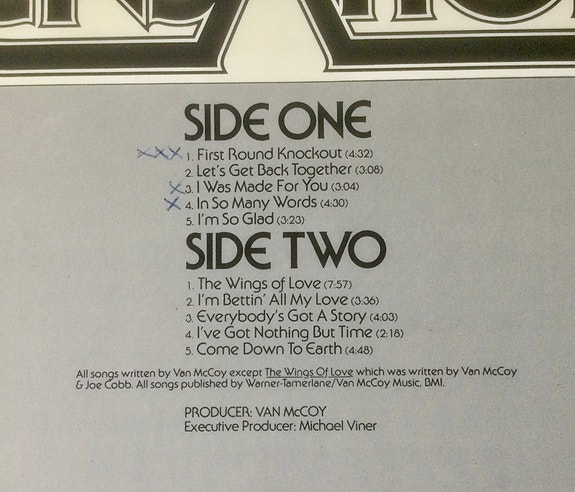 SIDE ONE
xxx 1. First Round Knockout (4:32)
2. Let's Get Back Together (3:08)
x 3. I Was Made For You (3:04)
x 4. In So Many Words (4:30)
5. I'm So Glad (3:23)
SIDE TWO
1. The Wings of Love (7:57)
2. I'm Bettin' All My Love (3:36)
3. Everybody's Got A Story (4:03)
4. I've Got Nothing But Time (2:18)
5. Come Down To Earth (4:48)
All songs written by Van McCoy except The Wings Of Love which was written by Van McCoy
& Joe Cobb. All songs published by Warner-Tamerlane/Van McCoy Music, BMI.
PRODUCER: VAN McCOY
Executive Producer: Michael Viner